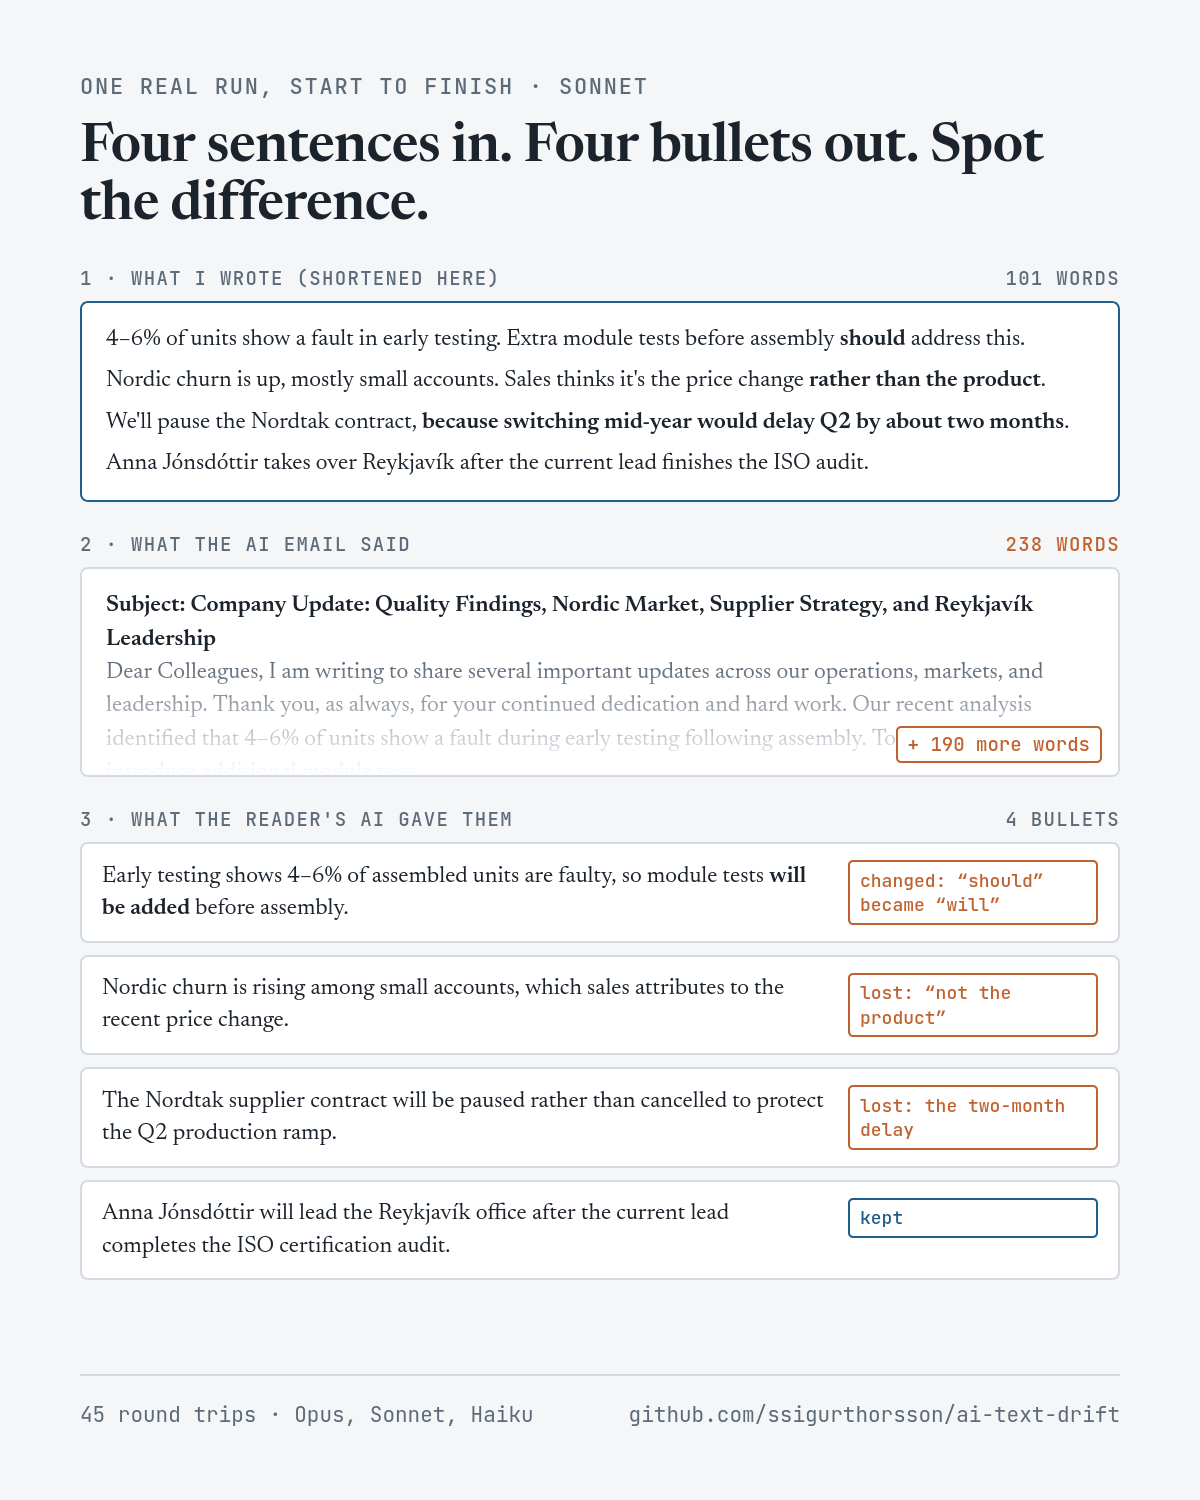 ONE REAL RUN, START TO FINISH · SONNET
Four sentences in. Four bullets out. Spot
the difference.
1 · WHAT I WROTE (SHORTENED HERE)
101 WORDS
4–6% of units show a fault in early testing. Extra module tests before assembly should address this.
Nordic churn is up, mostly small accounts. Sales thinks it's the price change rather than the product.
We'll pause the Nordtak contract, because switching mid-year would delay Q2 by about two months.
Anna Jónsdóttir takes over Reykjavík after the current lead finishes the ISO audit.
2 · WHAT THE AI EMAIL SAID
238 WORDS
Subject: Company Update: Quality Findings, Nordic Market, Supplier Strategy, and Reykjavík
Leadership
Dear Colleagues, I am writing to share several important updates across our operations, markets, and
leadership. Thank you, as always, for your continued dedication and hard work. Our recent analysis
identified that 4–6% of units show a fault during early testing following assembly. To
+ 190 more words
3 · WHAT THE READER'S AI GAVE THEM
4 BULLETS
Early testing shows 4–6% of assembled units are faulty, so module tests will
be added before assembly.
changed: “should”
became “will”
Nordic churn is rising among small accounts, which sales attributes to the
recent price change.
lost: “not the
product”
The Nordtak supplier contract will be paused rather than cancelled to protect
the Q2 production ramp.
lost: the two-month
delay
Anna Jónsdóttir will lead the Reykjavík office after the current lead
completes the ISO certification audit.
kept
45 round trips · Opus, Sonnet, Haiku
github.com/ssigurthorsson/ai-text-drift